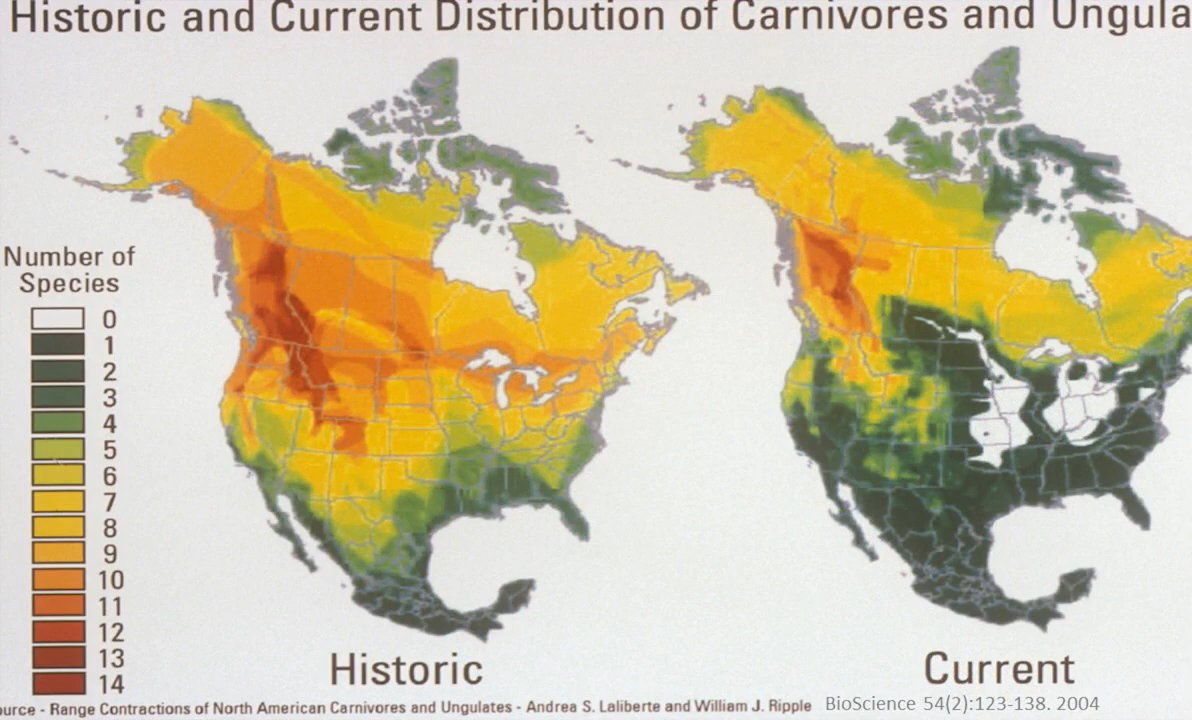 Historic and Current Distribution of Carnivores and Ungula
Number of
Species
0
1
2
3
4
5
6
7
8
9
10
11
12
13
14
Historic
Current
ource - Range Contractions of North American Carnivores and Ungulates - Andrea S. Laliberte and William J. Ripple
BioScience 54(2):123-138. 2004